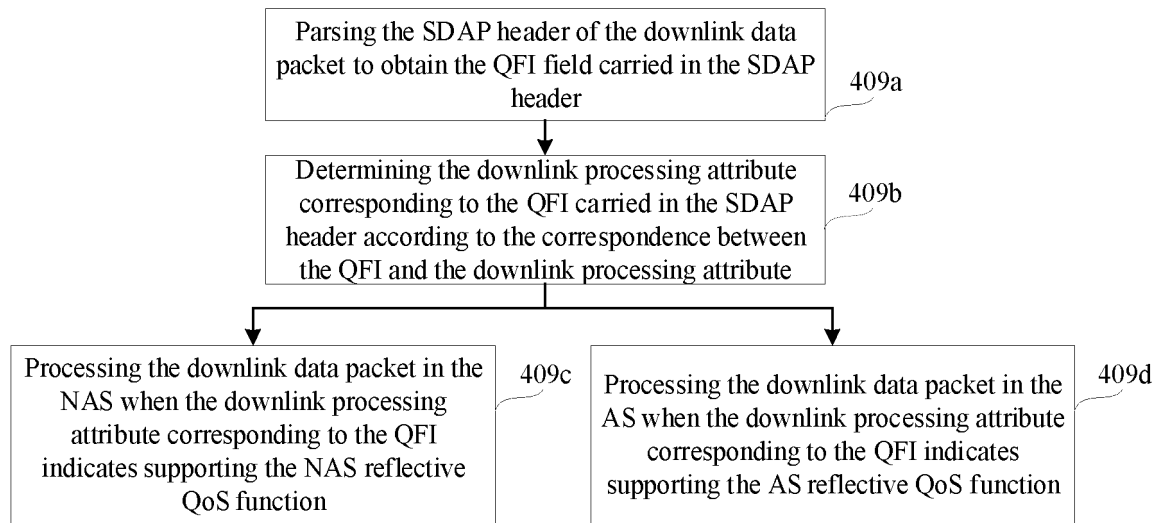 Parsing the SDAP header of the downlink data
packet to obtain the QFI field carried in the SDAP
header
409a
Determining the downlink processing attribute
corresponding to the QFI carried in the SDAP
header according to the correspondence between
the QFI and the downlink processing attribute
409b
Processing the downlink data packet in the
NAS when the downlink processing
attribute corresponding to the QFI
indicates supporting the NAS reflective
QoS function
409c
Processing the downlink data packet in the
AS when the downlink processing attribute
corresponding to the QFI indicates
supporting the AS reflective QoS function
409d